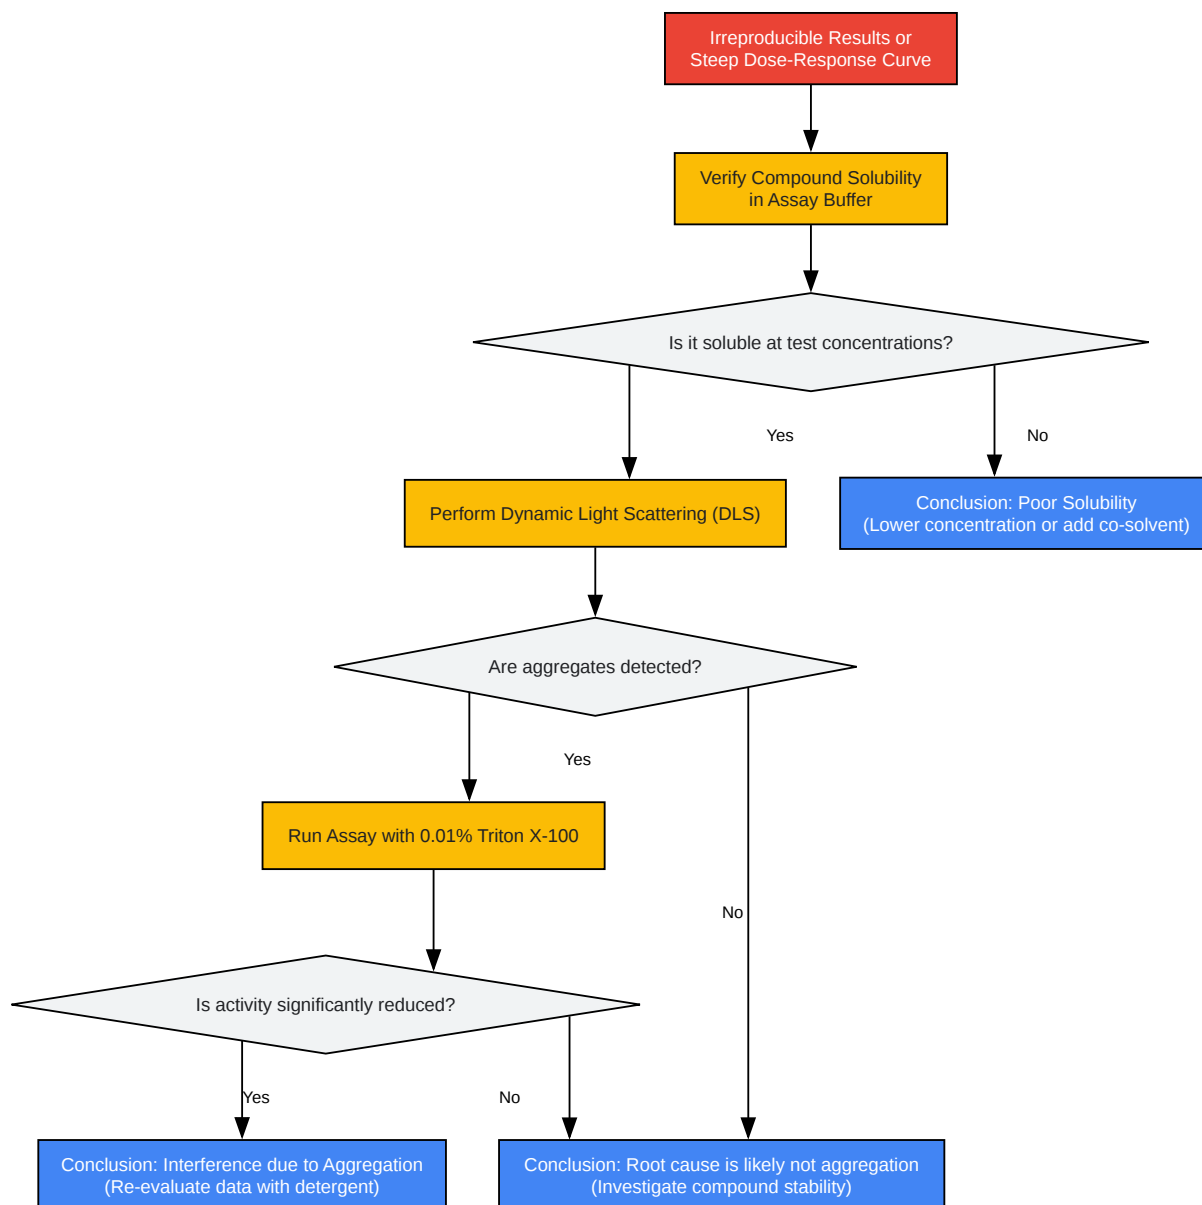 Irreproducible Results or
Steep Dose-Response Curve
Verify Compound Solubility
in Assay Buffer
Is it soluble at test concentrations?
Yes
No
Perform Dynamic Light Scattering (DLS)
Conclusion: Poor Solubility
(Lower concentration or add co-solvent)
Are aggregates detected?
Yes
Run Assay with 0.01% Triton X-100
No
Is activity significantly reduced?
Yes
No
Conclusion: Interference due to Aggregation
(Re-evaluate data with detergent)
Conclusion: Root cause is likely not aggregation
(Investigate compound stability)